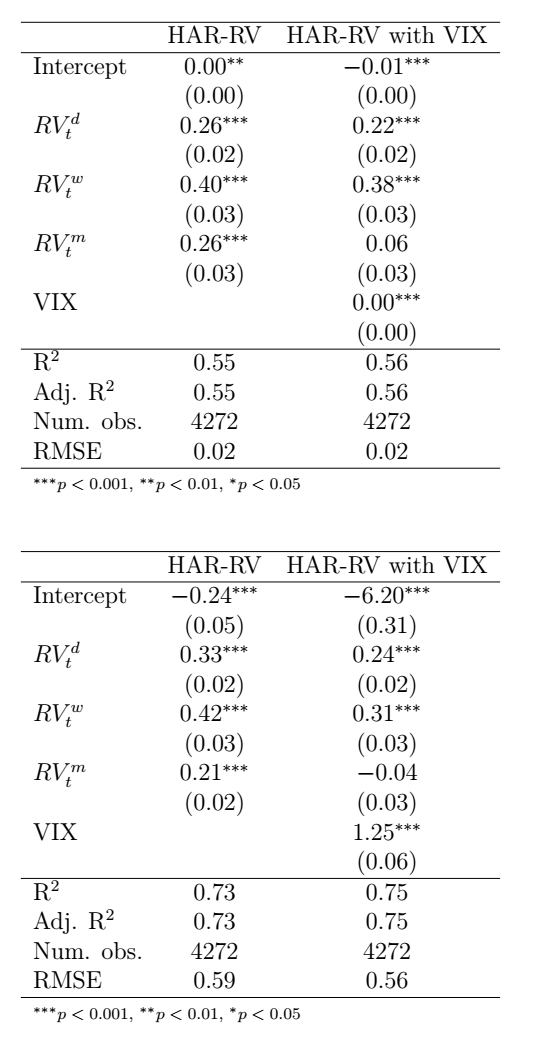 HAR-RV HAR-RV with VIX
Intercept 0.00** −0.01***
(0.00) (0.00)
RV_t^d 0.26*** 0.22***
(0.02) (0.02)
RV_t^w 0.40*** 0.38***
(0.03) (0.03)
RV_t^m 0.26*** 0.06
(0.03) (0.03)
VIX 0.00***
(0.00)
R² 0.55 0.56
Adj. R² 0.55 0.56
Num. obs. 4272 4272
RMSE 0.02 0.02
***p < 0.001, **p < 0.01, *p < 0.05
HAR-RV HAR-RV with VIX
Intercept −0.24*** −6.20***
(0.05) (0.31)
RV_t^d 0.33*** 0.24***
(0.02) (0.02)
RV_t^w 0.42*** 0.31***
(0.03) (0.03)
RV_t^m 0.21*** −0.04
(0.02) (0.03)
VIX 1.25***
(0.06)
R² 0.73 0.75
Adj. R² 0.73 0.75
Num. obs. 4272 4272
RMSE 0.59 0.56
***p < 0.001, **p < 0.01, *p < 0.05